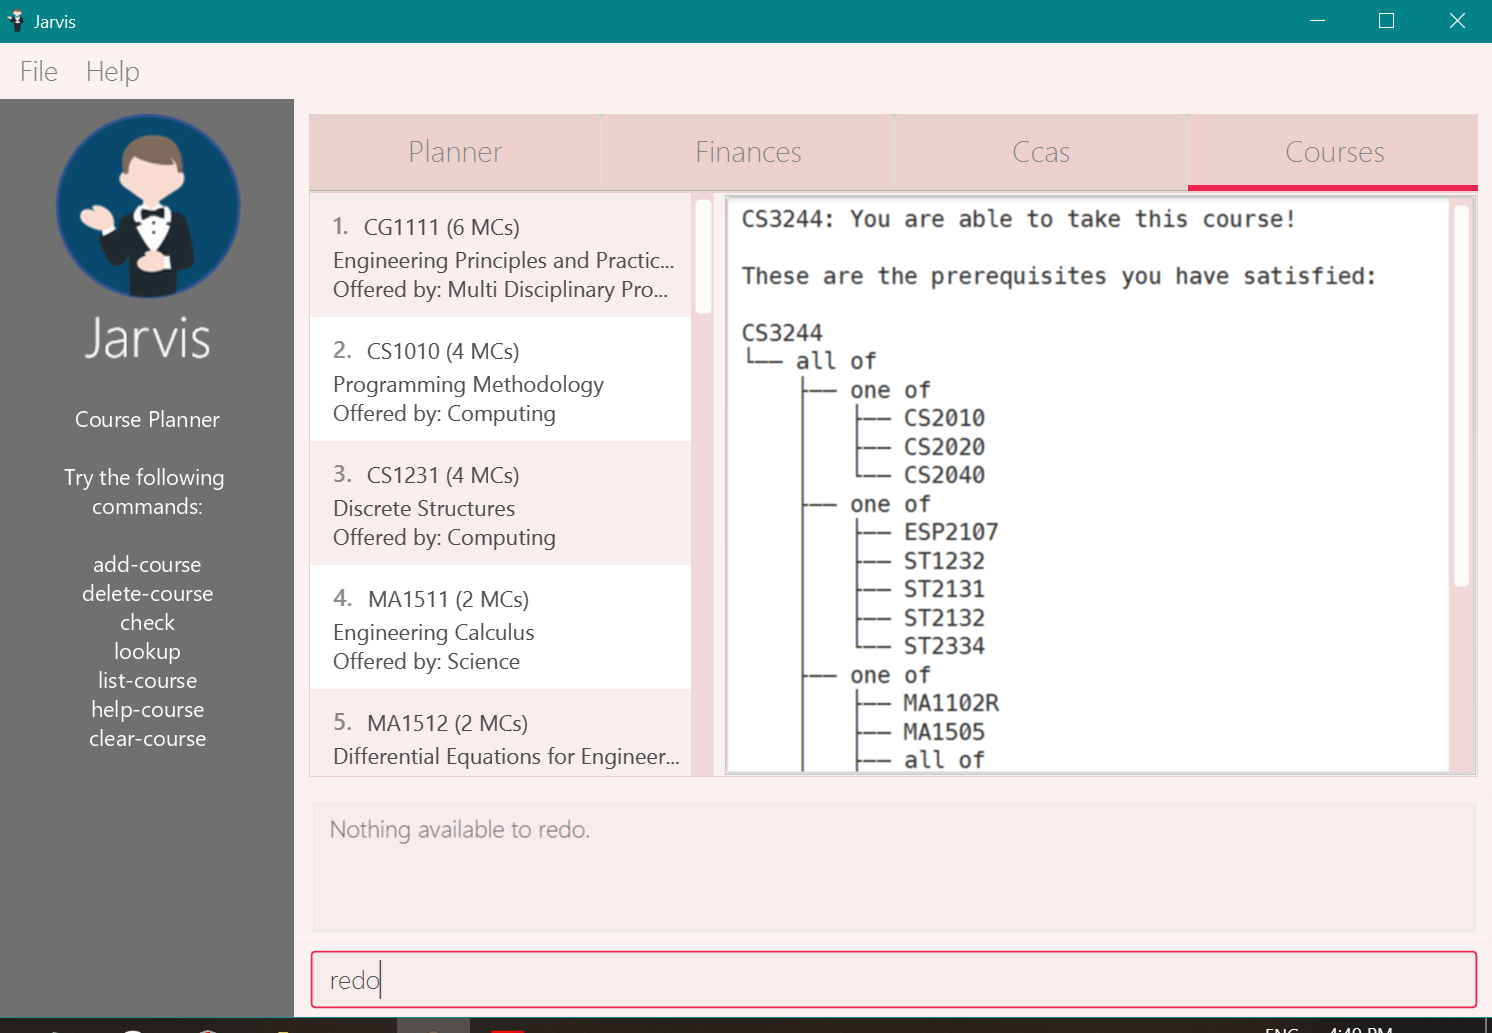 Jarvis
File Help
Jarvis
Course Planner
Try the following
commands:
add-course
delete-course
check
lookup
list-course
help-course
clear-course
Planner Finances Ccas Courses
1. CG1111 (6 MCs)
Engineering Principles and Practic...
Offered by: Multi Disciplinary Pro...
2. CS1010 (4 MCs)
Programming Methodology
Offered by: Computing
3. CS1231 (4 MCs)
Discrete Structures
Offered by: Computing
4. MA1511 (2 MCs)
Engineering Calculus
Offered by: Science
5. MA1512 (2 MCs)
Differential Equations for Engineer...
CS3244: You are able to take this course!
These are the prerequisites you have satisfied:
CS3244
└── all of
├── one of
├── CS2010
├── CS2020
└── CS2040
├── one of
├── ESP2107
├── ST1232
├── ST2131
├── ST2132
└── ST2334
├── one of
├── MA1102R
├── MA1505
├── all of
Nothing available to redo.
redo